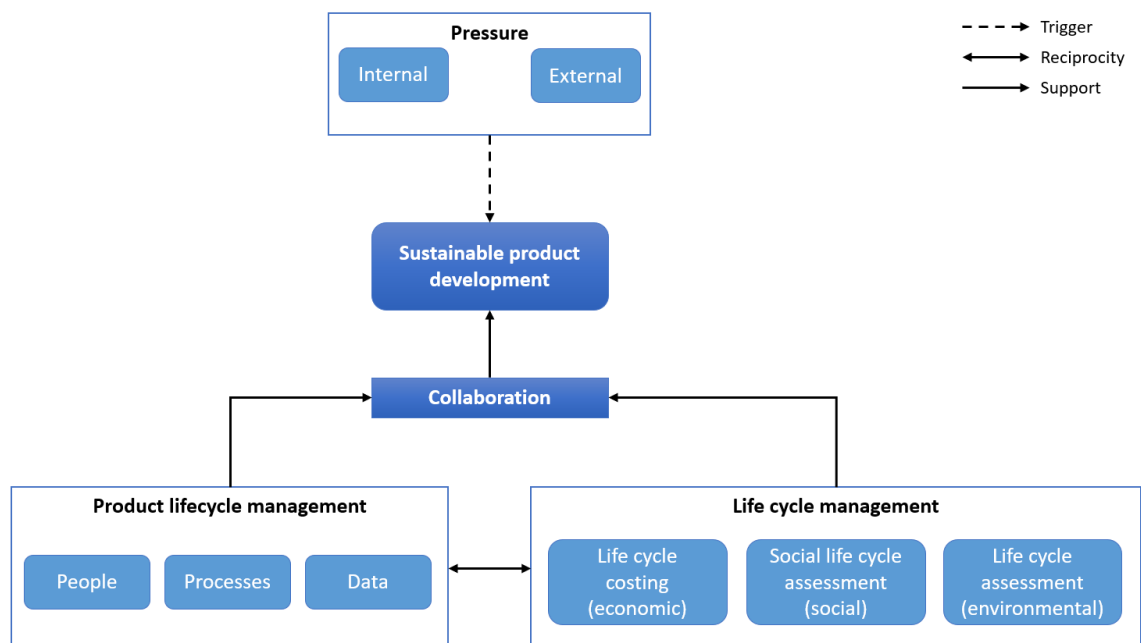 Pressure
Internal
External
Trigger
Reciprocity
Support
Sustainable product
development
Collaboration
Product lifecycle management
People
Processes
Data
Life cycle management
Life cycle
costing
(economic)
Social life cycle
assessment
(social)
Life cycle
assessment
(environmental)